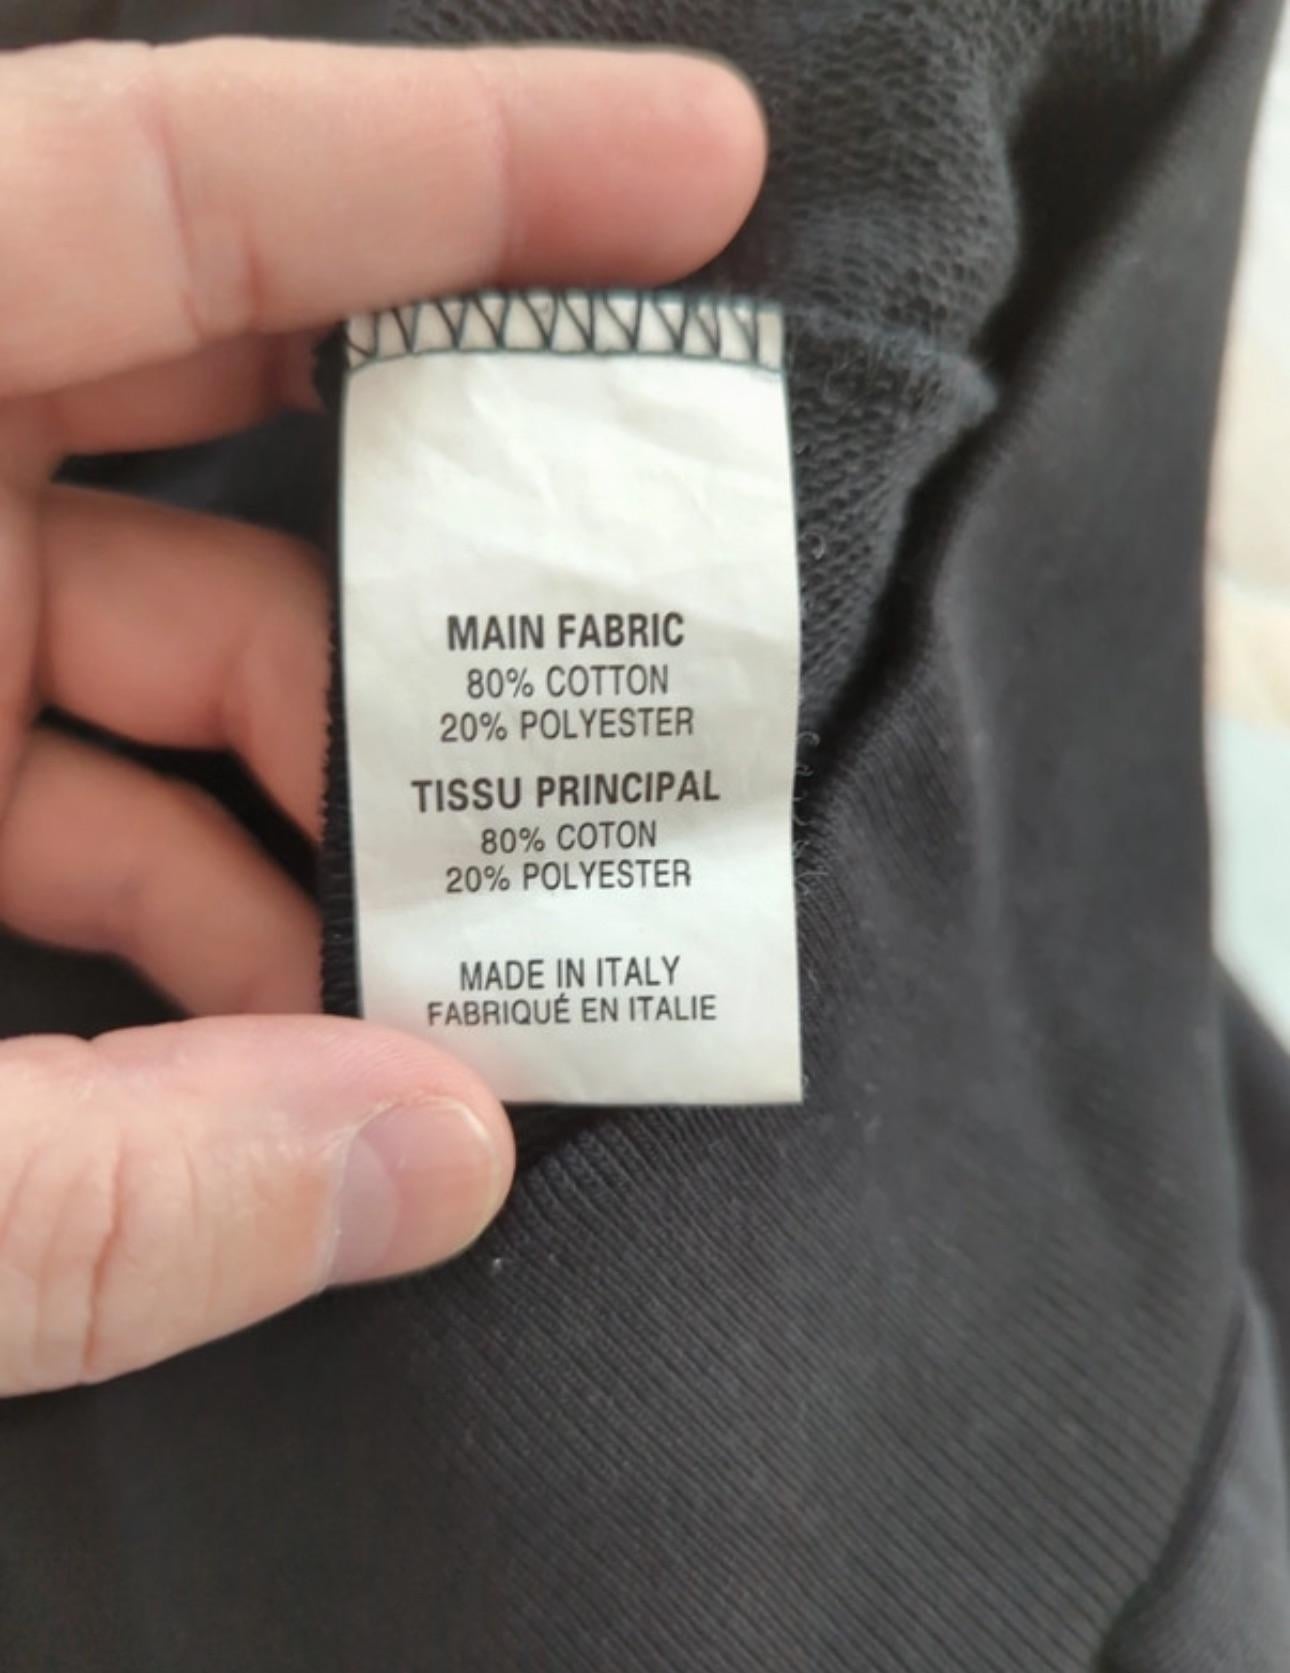 MAIN FABRIC
80% COTTON
20% POLYESTER
TISSU PRINCIPAL
80% COTON
20% POLYESTER
MADE IN ITALY
FABRIQUÉ EN ITALIE